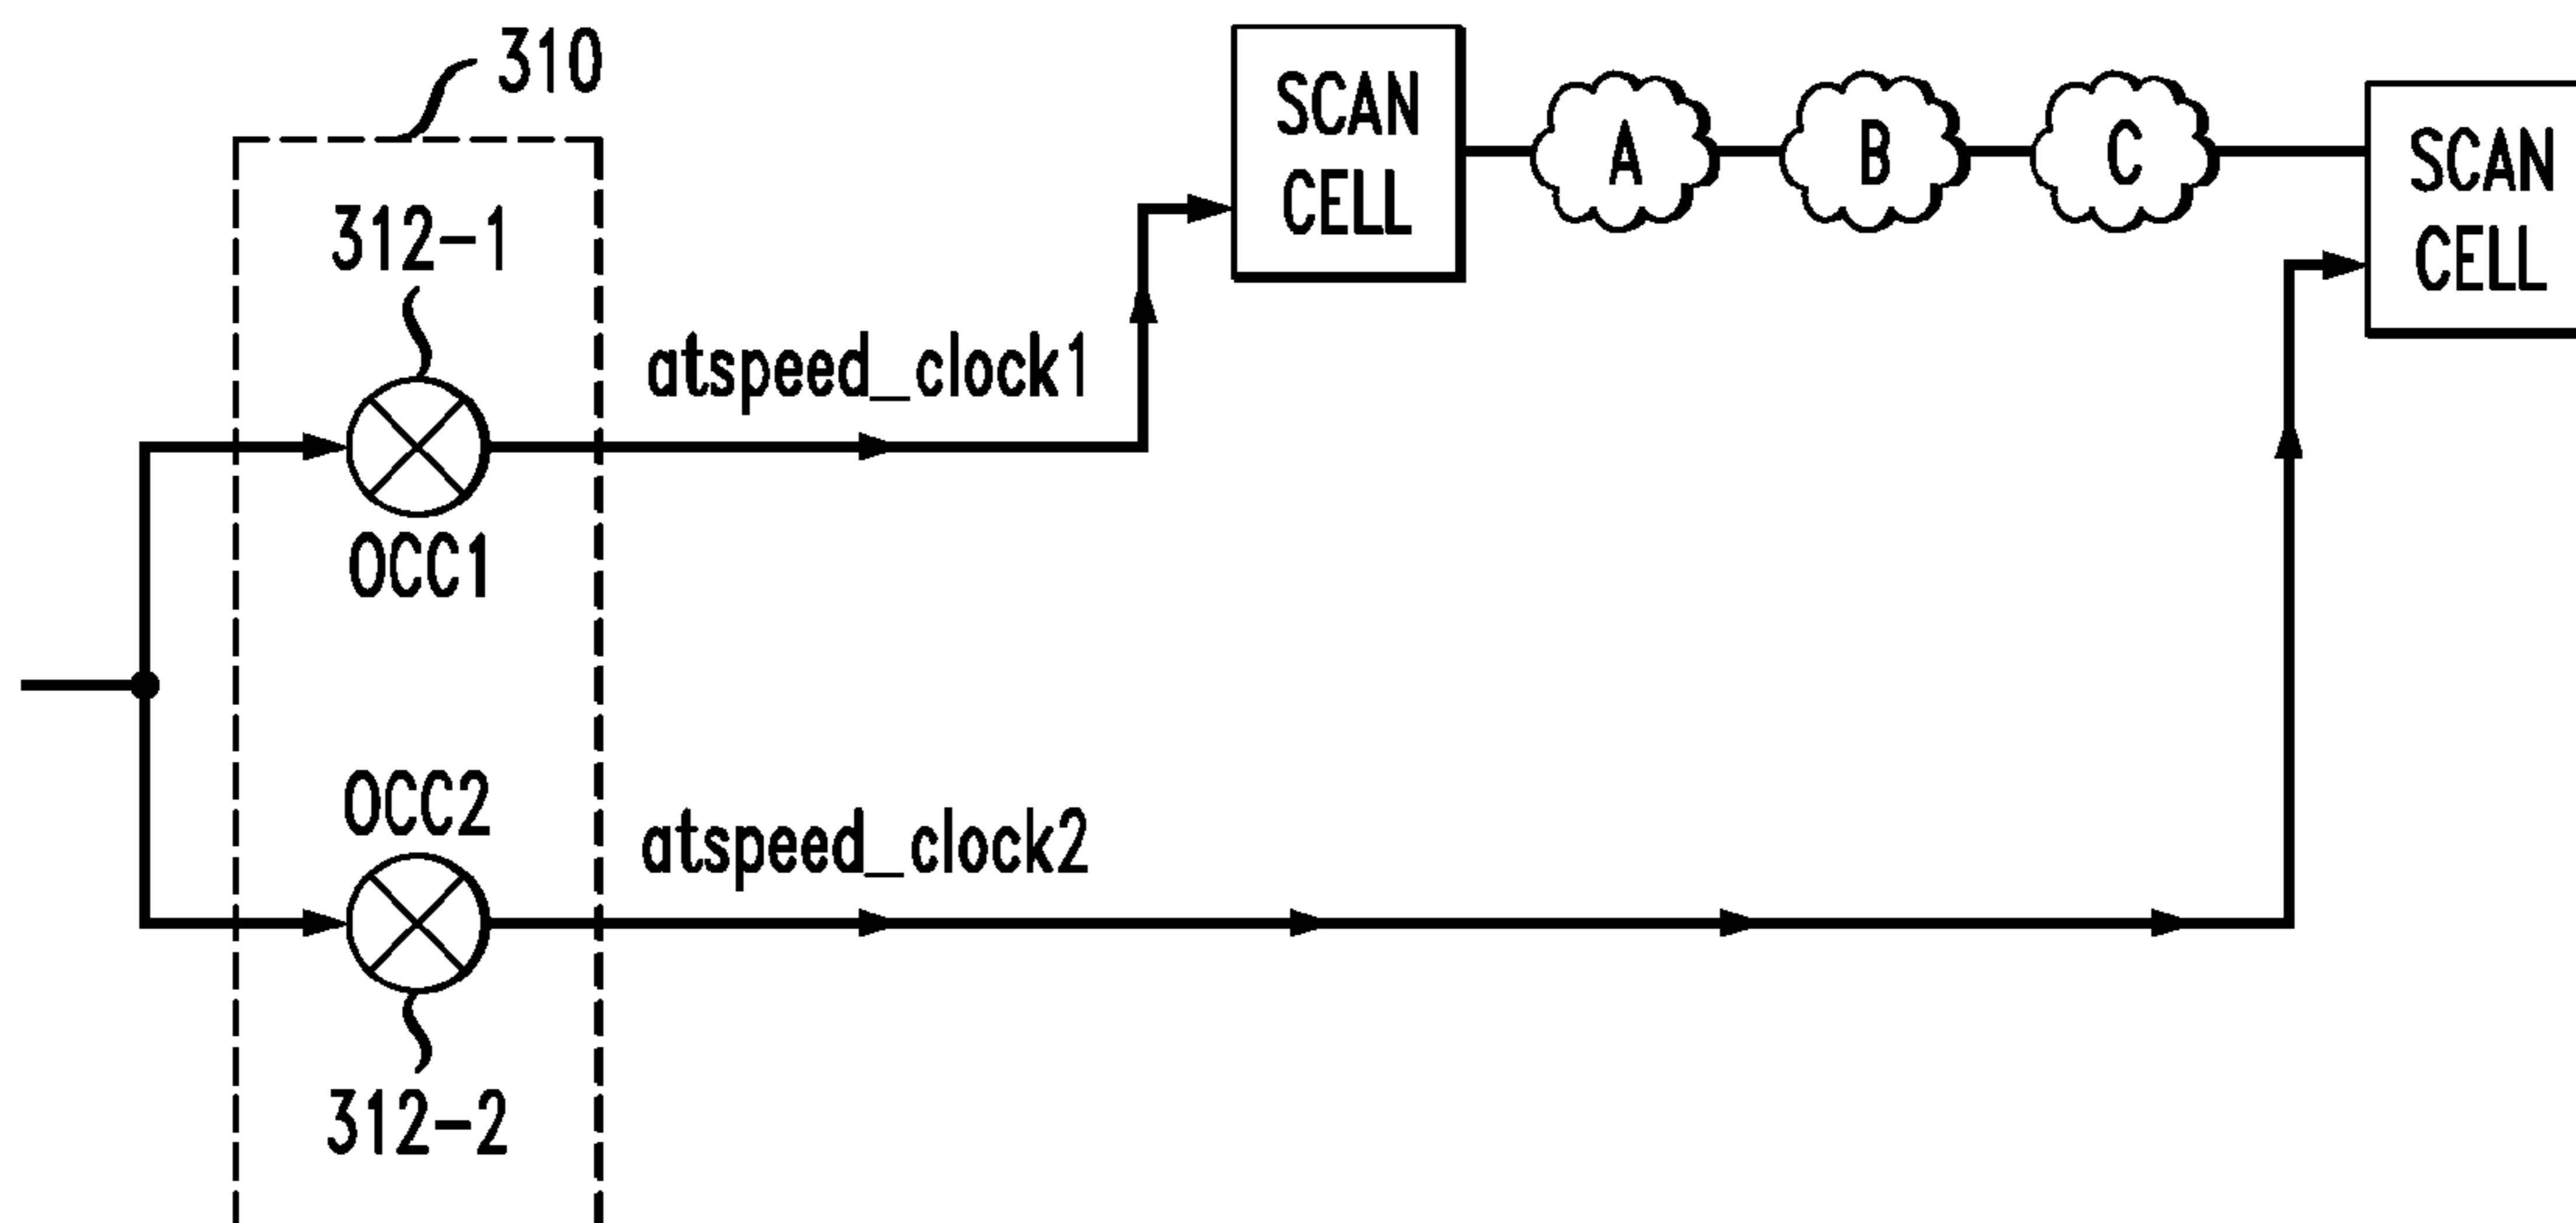 310
312-1
atspeed_clock1
OCC1
SCAN
CELL
A
B
C
SCAN
CELL
OCC2
atspeed_clock2
312-2